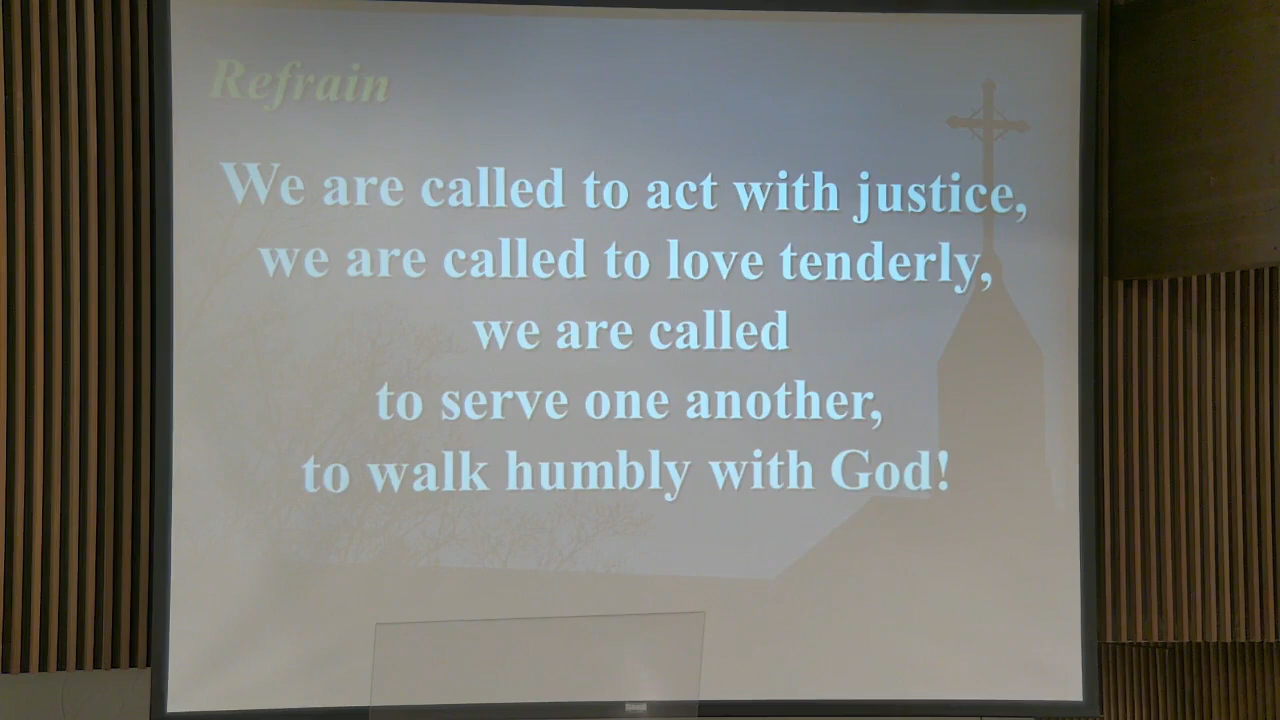 Refrain
We are called to act with justice,
we are called to love tenderly,
we are called
to serve one another,
to walk humbly with God!